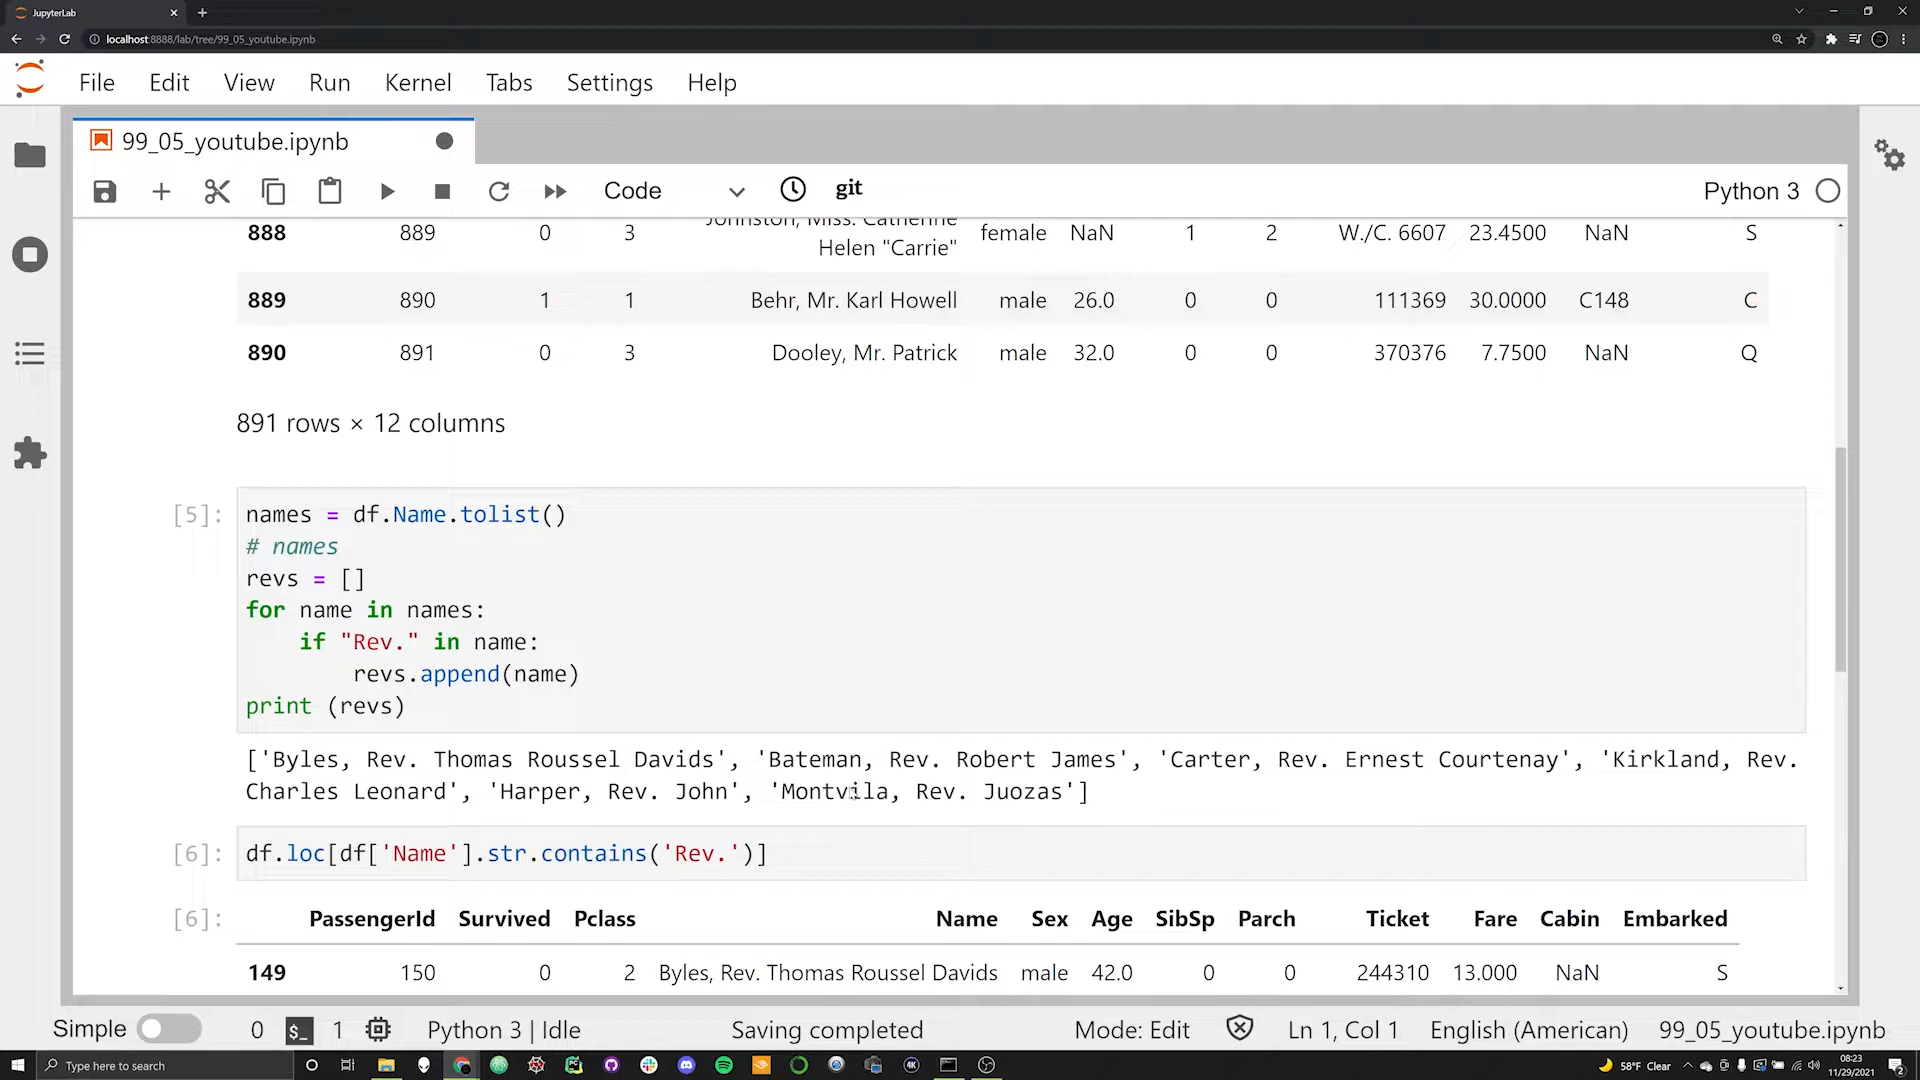 JupyterLab
localhost:8888/lab/tree/99_05_youtube.ipynb
File Edit View Run Kernel Tabs Settings Help
99_05_youtube.ipynb
Code git Python 3
Johnston, Miss. Catherine
888 889 0 3 Helen "Carrie" female NaN 1 2 W./C. 6607 23.4500 NaN S
889 890 1 1 Behr, Mr. Karl Howell male 26.0 0 0 111369 30.0000 C148 C
890 891 0 3 Dooley, Mr. Patrick male 32.0 0 0 370376 7.7500 NaN Q
891 rows × 12 columns
[5]: names = df.Name.tolist()
# names
revs = []
for name in names:
    if "Rev." in name:
        revs.append(name)
print (revs)
['Byles, Rev. Thomas Roussel Davids', 'Bateman, Rev. Robert James', 'Carter, Rev. Ernest Courtenay', 'Kirkland, Rev.
Charles Leonard', 'Harper, Rev. John', 'Montvila, Rev. Juozas']
[6]: df.loc[df['Name'].str.contains('Rev.')]
[6]: PassengerId Survived Pclass Name Sex Age SibSp Parch Ticket Fare Cabin Embarked
149 150 0 2 Byles, Rev. Thomas Roussel Davids male 42.0 0 0 244310 13.000 NaN S
Simple 0 $_ 1 Python 3 | Idle Saving completed Mode: Edit Ln 1, Col 1 English (American) 99_05_youtube.ipynb
Type here to search 4K 58°F Clear 08:23
11/29/2021 2